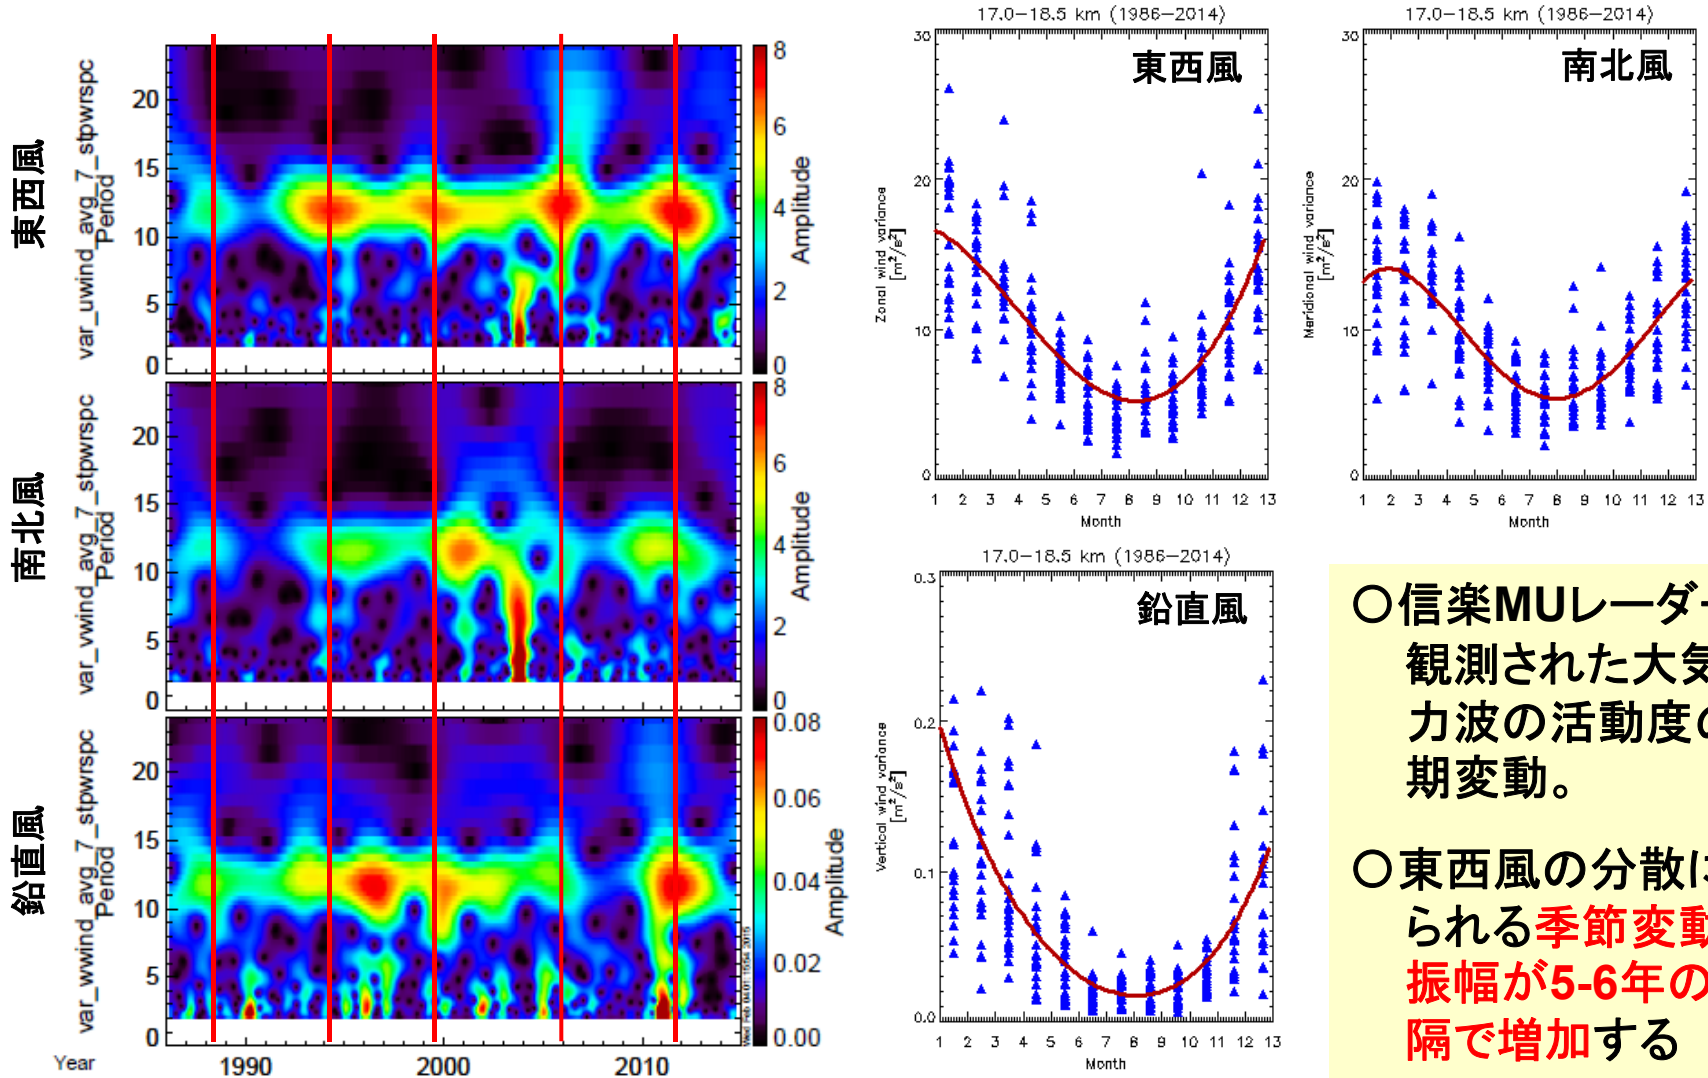 東西風
var_uwind_avg_7_stpwrspc
Period
20
15
10
5
0
8
6
4
2
0
Amplitude
南北風
var_vwind_avg_7_stpwrspc
Period
20
15
10
5
0
8
6
4
2
0
Amplitude
鉛直風
var_wwind_avg_7_stpwrspc
Period
20
15
10
5
0
0.08
0.06
0.04
0.02
0.00
Amplitude
Year
1990
2000
2010
17.0-18.5 km (1986-2014)
東西風
Zonal wind variance
[m²/s²]
30
20
10
0
1 2 3 4 5 6 7 8 9 10 11 12 13
Month
17.0-18.5 km (1986-2014)
南北風
Meridional wind variance
[m²/s²]
30
20
10
0
1 2 3 4 5 6 7 8 9 10 11 12 13
Month
17.0-18.5 km (1986-2014)
鉛直風
Vertical wind variance
[m²/s²]
0.3
0.2
0.1
0.0
1 2 3 4 5 6 7 8 9 10 11 12 13
Month
○信楽MUレーダー
観測された大気
力波の活動度の
期変動。
○東西風の分散に
られる季節変動
振幅が5-6年の
隔で増加する